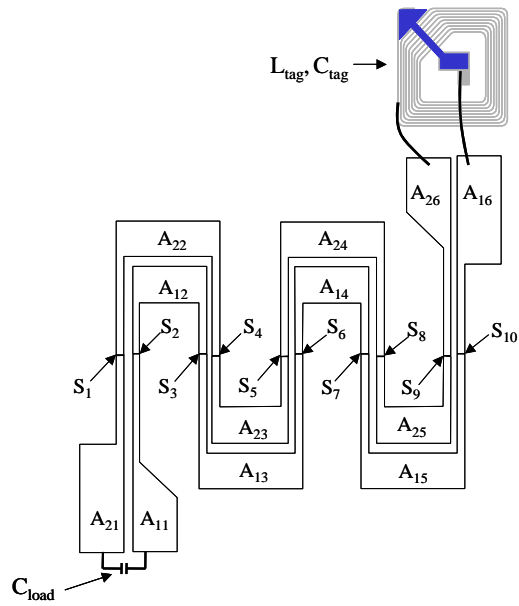 L_tag, C_tag
A_26
A_16
A_22
A_24
A_12
A_14
S_2
S_4
S_6
S_8
S_10
S_1
S_3
S_5
S_7
S_9
A_23
A_25
A_13
A_15
A_21
A_11
C_load